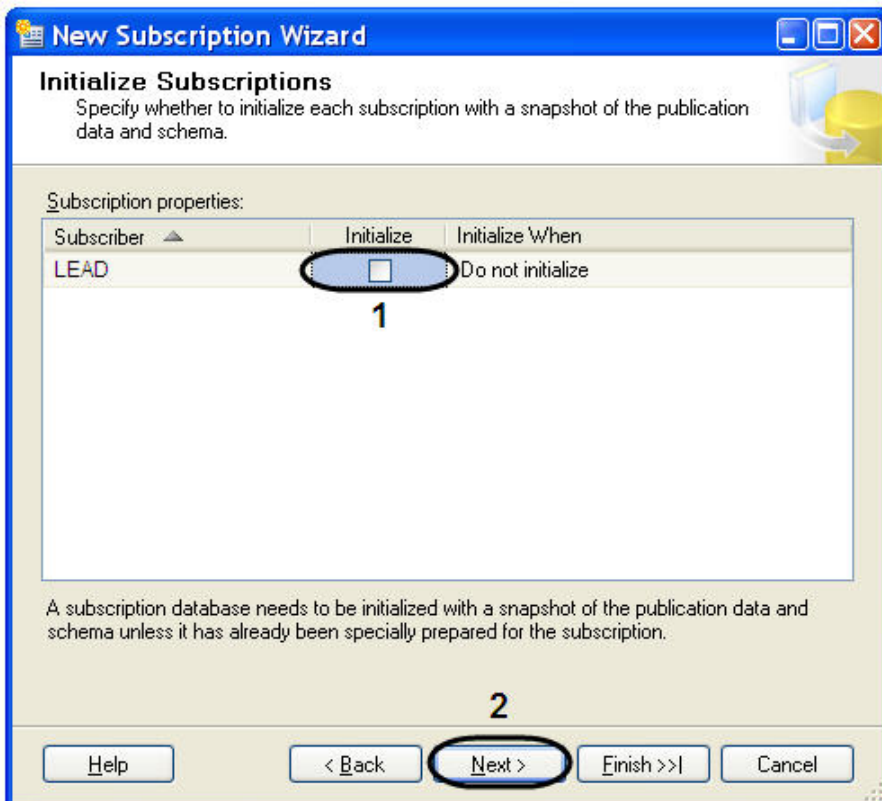 New Subscription Wizard
Initialize Subscriptions
Specify whether to initialize each subscription with a snapshot of the publication
data and schema.
Subscription properties:
Subscriber Initialize Initialize When
LEAD Do not initialize
1
A subscription database needs to be initialized with a snapshot of the publication data and
schema unless it has already been specially prepared for the subscription.
2
Help < Back Next > Finish >>| Cancel